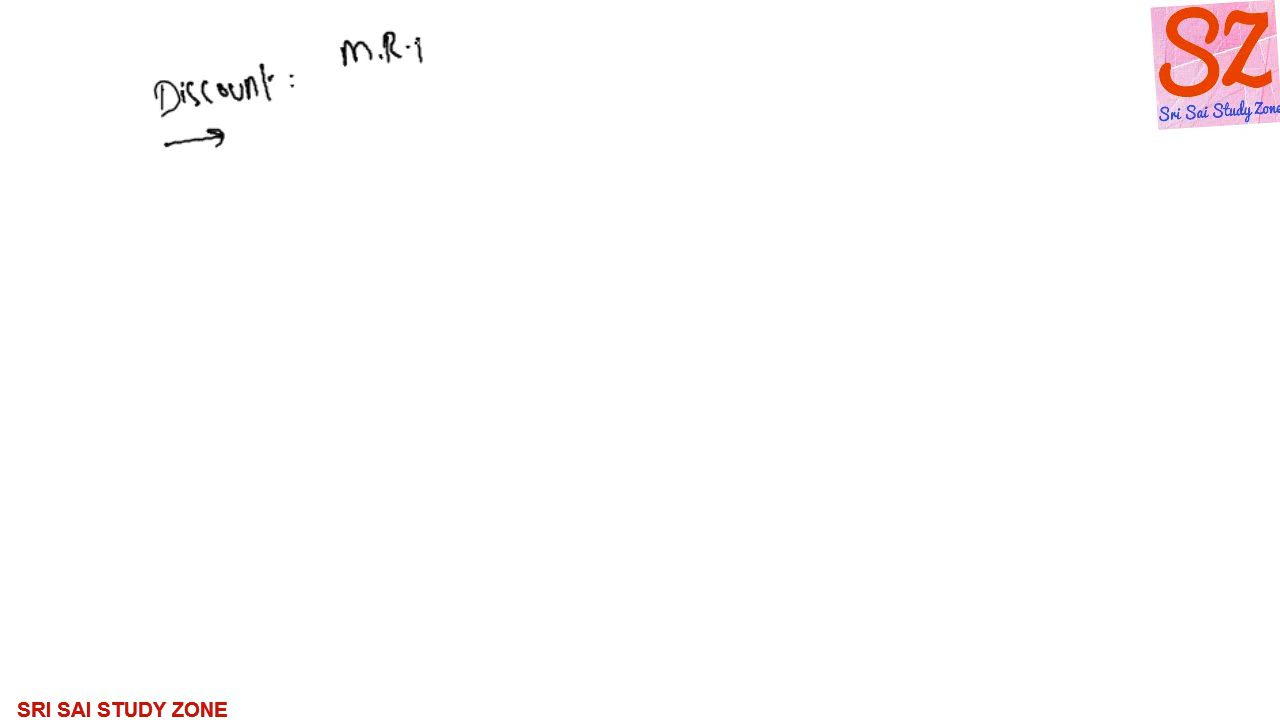 M.R.
Discount:
SZ
Sri Sai Study Zone
SRI SAI STUDY ZONE